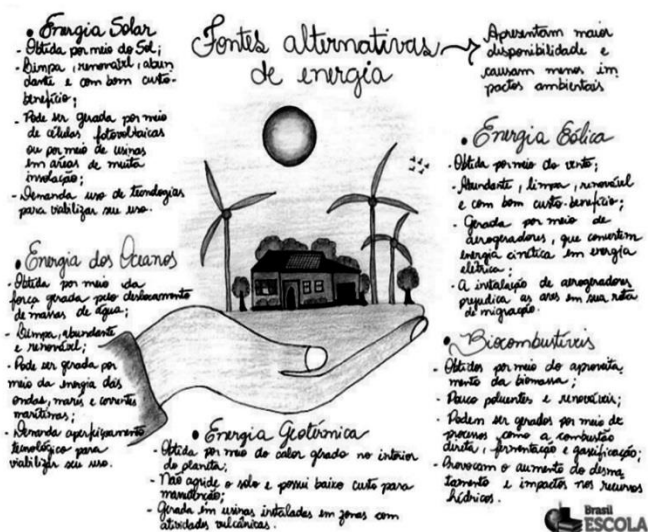 Fontes alternativas
de energia
Apresentam maior
disponibilidade e
causam menos im
pactos ambientais
• Energia Solar
- Obtida por meio do Sol;
- Limpa, renovável, abun
dante e com bom custo-
benefício;
- Pode ser gerada por meio
de células fotovoltaicas
ou por meio de usinas
em áreas de muita
insolação;
- Demanda uso de tecnologias
para viabilizar seu uso.
• Energia Eólica
- Obtida por meio do vento;
- Abundante, limpa, renovável
e com bom custo-benefício;
- Gerada por meio de
aerogeradores, que convertem
energia cinética em energia
elétrica;
- A instalação de aerogeradores
prejudica as aves em sua rota
de migração.
• Energia dos Oceanos
- Obtida por meio da
força gerada pelo deslocamento
de massas de água;
- Limpa, abundante
e renovável;
- Pode ser gerada por
meio da energia das
ondas, marés e correntes
marítimas;
- Demanda aperfeiçoamento
tecnológico para
viabilizar seu uso.
• Biocombustíveis
- Obtidos por meio do aproveita
mento da biomassa;
- Pouco poluentes e renováveis;
- Podem ser gerados por meio de
processos como a combustão
direta, fermentação e gaseificação;
- Provocam o aumento do desma
tamento e impactos nos recursos
hídricos.
• Energia Geotérmica
- Obtida por meio do calor gerado no interior
do planeta;
- Não agride o solo e possui baixo custo para
manutenção;
- Gerada em usinas instaladas em zonas com
atividades vulcânicas.
Brasil
ESCOLA